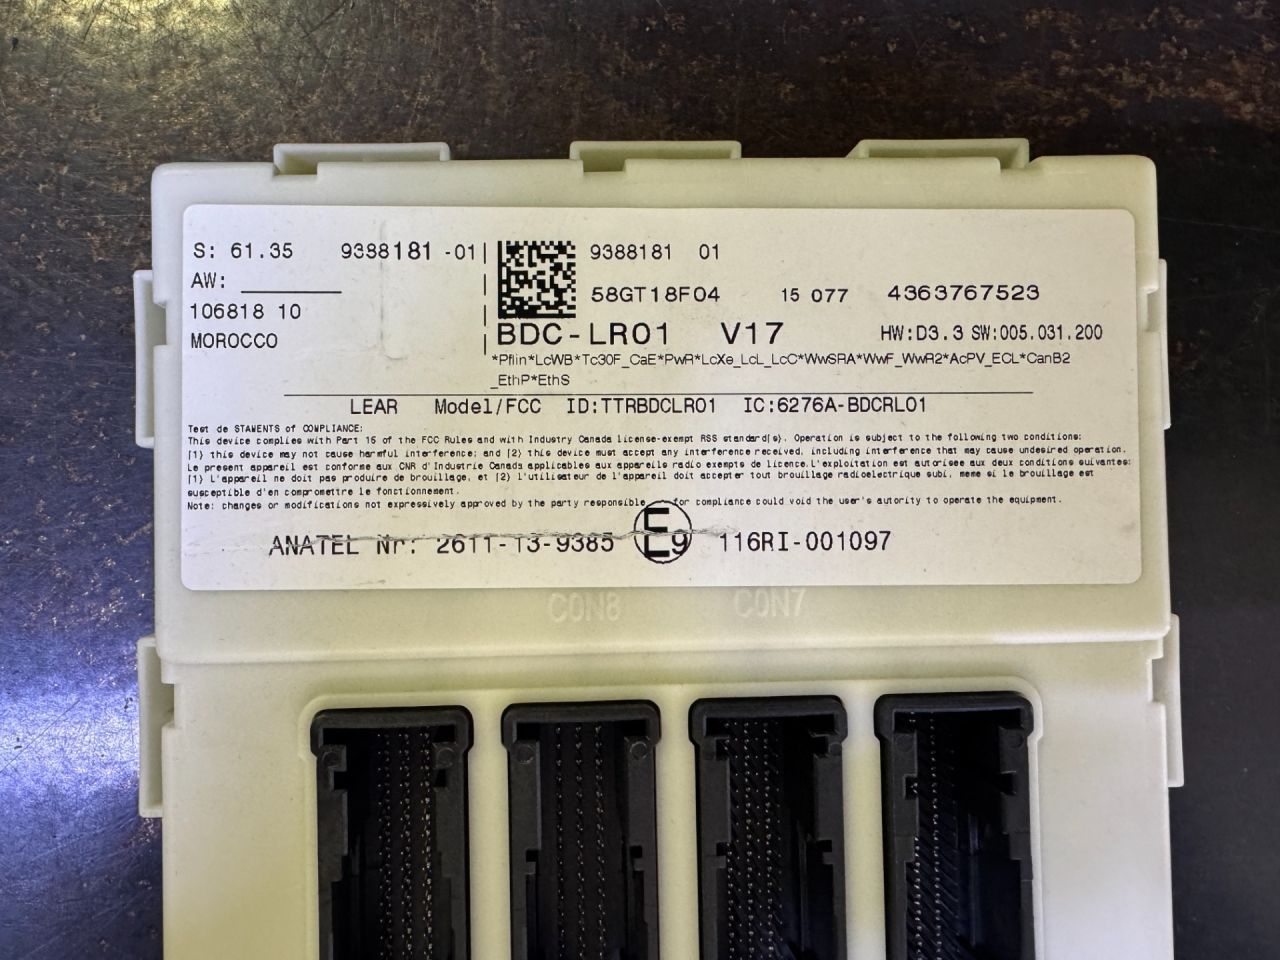 S: 61.35 9388181 -01
AW:
106818 10
MOROCCO
9388181 01
58GT18F04 15 077 4363767523
BDC-LR01 V17 HW:D3.3 SW:005.031.200
*Pflin*LcWB*Tc30F_CaE*PwR*LcXe_LcL_LcC*WwSRA*WwF_WwR2*AcPV_ECL*CanB2
_EthP*EthS
LEAR Model/FCC ID:TTRBDCLR01 IC:6276A-BDCRL01
Test de STAMENTS of COMPLIANCE:
This device complies with Part 15 of the FCC Rules and with Industry Canada license-exempt RSS standard(s). Operation is subject to the following two conditions:
(1) this device may not cause harmful interference; and (2) this device must accept any interference received, including interference that may cause undesired operation.
Le present appareil est conforme aux CNR d'Industrie Canada applicables aux appareils radio exempts de licence.L'exploitation est autorisee aux deux conditions suivantes:
(1) L'appareil ne doit pas produire de brouillage, et (2) l'utilisateur de l'appareil doit accepter tout brouillage radioelectrique subi, meme si le brouillage est
susceptible d'en compromettre le fonctionnement.
Note: changes or modifications not expressively approved by the party responsible for compliance could void the user's authority to operate the equipment.
ANATEL Nr: 2611-13-9385 E E9 116RI-001097
CON8 CON7